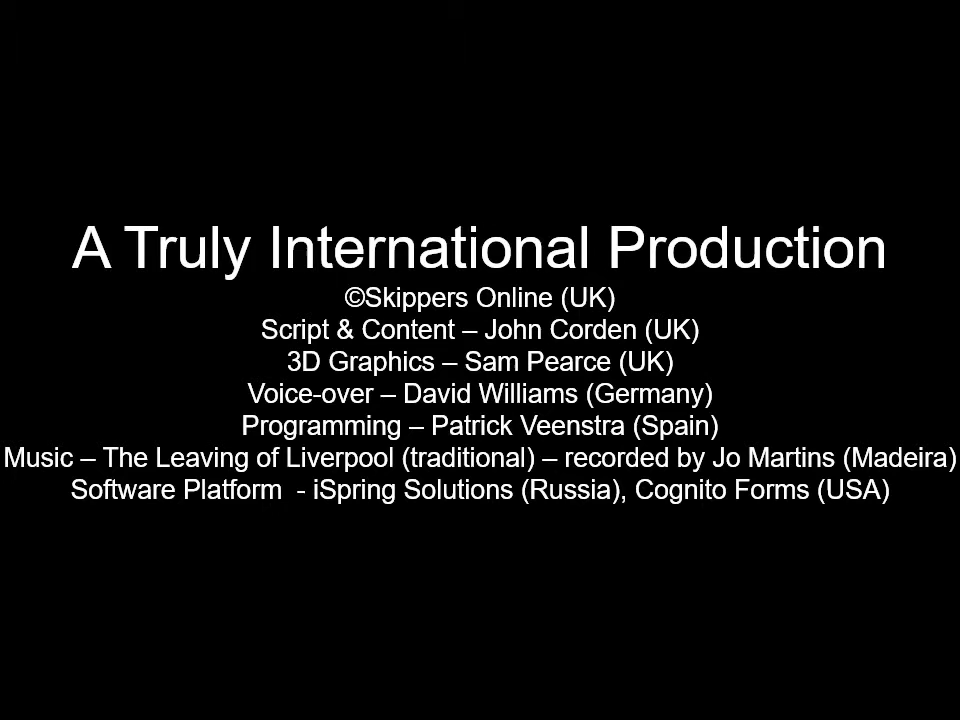 A Truly International Production
©Skippers Online (UK)
Script & Content – John Corden (UK)
3D Graphics – Sam Pearce (UK)
Voice-over – David Williams (Germany)
Programming – Patrick Veenstra (Spain)
Music – The Leaving of Liverpool (traditional) – recorded by Jo Martins (Madeira)
Software Platform  - iSpring Solutions (Russia), Cognito Forms (USA)